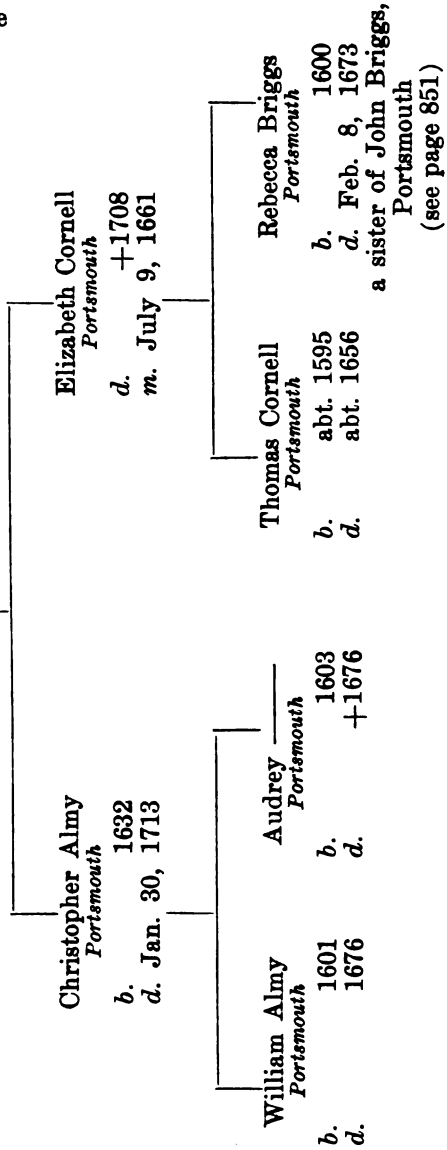 Christopher Almy
Portsmouth
b. 1632
d. Jan. 30, 1713
Elizabeth Cornell
Portsmouth
d. +1708
m. July 9, 1661
William Almy
Portsmouth
b. 1601
d. 1676
Audrey ———
Portsmouth
b. 1603
d. +1676
Thomas Cornell
Portsmouth
b. abt. 1595
d. abt. 1656
Rebecca Briggs
Portsmouth
b. 1600
d. Feb. 8, 1673
a sister of John Briggs,
Portsmouth
(see page 851)